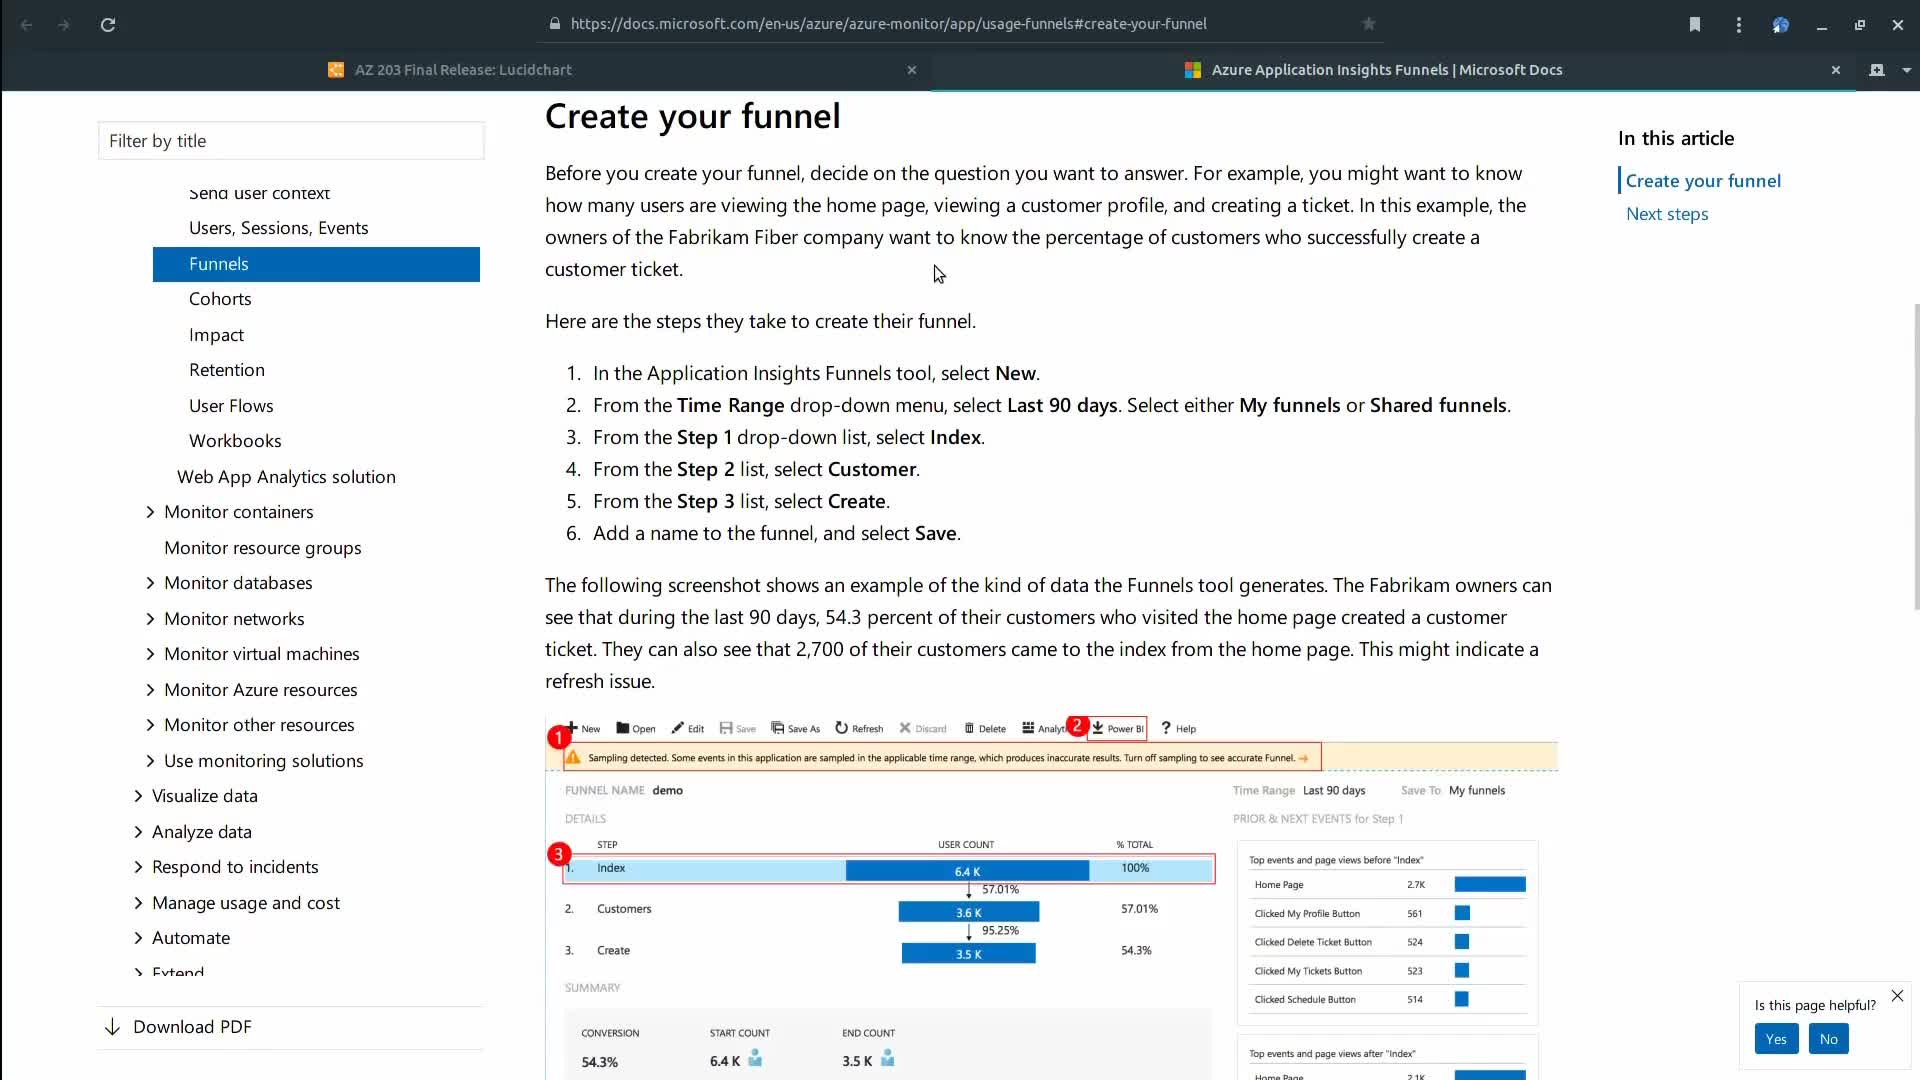 https://docs.microsoft.com/en-us/azure/azure-monitor/app/usage-funnels#create-your-funnel
AZ 203 Final Release: Lucidchart
Azure Application Insights Funnels | Microsoft Docs
Filter by title
Send user context
Users, Sessions, Events
Funnels
Cohorts
Impact
Retention
User Flows
Workbooks
Web App Analytics solution
Monitor containers
Monitor resource groups
Monitor databases
Monitor networks
Monitor virtual machines
Monitor Azure resources
Monitor other resources
Use monitoring solutions
Visualize data
Analyze data
Respond to incidents
Manage usage and cost
Automate
Extend
Download PDF
Create your funnel
Before you create your funnel, decide on the question you want to answer. For example, you might want to know
how many users are viewing the home page, viewing a customer profile, and creating a ticket. In this example, the
owners of the Fabrikam Fiber company want to know the percentage of customers who successfully create a
customer ticket.
Here are the steps they take to create their funnel.
1. In the Application Insights Funnels tool, select New.
2. From the Time Range drop-down menu, select Last 90 days. Select either My funnels or Shared funnels.
3. From the Step 1 drop-down list, select Index.
4. From the Step 2 list, select Customer.
5. From the Step 3 list, select Create.
6. Add a name to the funnel, and select Save.
The following screenshot shows an example of the kind of data the Funnels tool generates. The Fabrikam owners can
see that during the last 90 days, 54.3 percent of their customers who visited the home page created a customer
ticket. They can also see that 2,700 of their customers came to the index from the home page. This might indicate a
refresh issue.
1 New Open Edit Save Save As Refresh Discard Delete Analyti 2 Power BI ? Help
Sampling detected. Some events in this application are sampled in the applicable time range, which produces inaccurate results. Turn off sampling to see accurate Funnel. →
FUNNEL NAME demo
Time Range Last 90 days Save To My funnels
DETAILS
PRIOR & NEXT EVENTS for Step 1
STEP USER COUNT % TOTAL
3
1. Index 6.4 K 100%
57.01%
2. Customers 3.6 K 57.01%
95.25%
3. Create 3.5 K 54.3%
SUMMARY
CONVERSION START COUNT END COUNT
54.3% 6.4 K 3.5 K
Top events and page views before "Index"
Home Page 2.7K
Clicked My Profile Button 561
Clicked Delete Ticket Button 524
Clicked My Tickets Button 523
Clicked Schedule Button 514
Top events and page views after "Index"
Home Page 2.1K
In this article
Create your funnel
Next steps
Is this page helpful?
Yes No